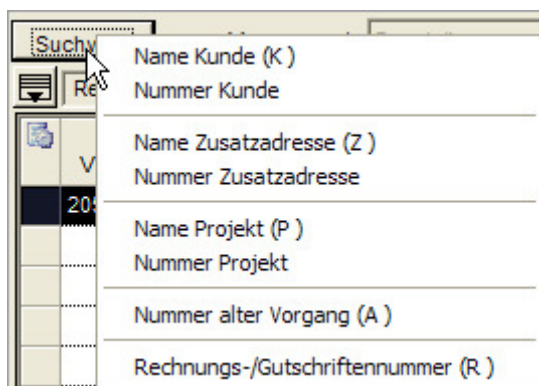 Name Kunde (K )
Nummer Kunde
Name Zusatzadresse (Z )
Nummer Zusatzadresse
Name Projekt (P )
Nummer Projekt
Nummer alter Vorgang (A )
Rechnungs-/Gutschriftennummer (R )